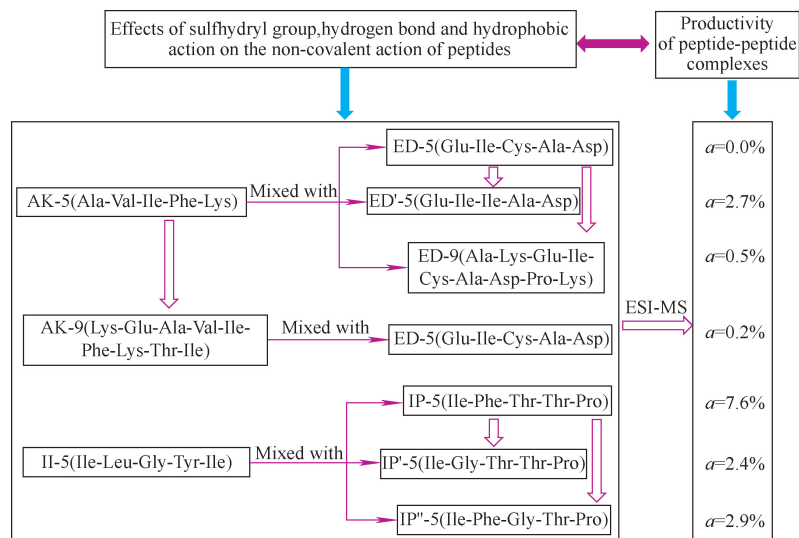 Effects of sulfhydryl group,hydrogen bond and hydrophobic
action on the non-covalent action of peptides
Productivity
of peptide-peptide
complexes
ED-5(Glu-Ile-Cys-Ala-Asp)
a=0.0%
AK-5(Ala-Val-Ile-Phe-Lys)
Mixed with
ED'-5(Glu-Ile-Ile-Ala-Asp)
a=2.7%
ED-9(Ala-Lys-Glu-Ile-
Cys-Ala-Asp-Pro-Lys)
a=0.5%
ESI-MS
AK-9(Lys-Glu-Ala-Val-Ile-
Phe-Lys-Thr-Ile)
Mixed with
ED-5(Glu-Ile-Cys-Ala-Asp)
a=0.2%
IP-5(Ile-Phe-Thr-Thr-Pro)
a=7.6%
II-5(Ile-Leu-Gly-Tyr-Ile)
Mixed with
IP'-5(Ile-Gly-Thr-Thr-Pro)
a=2.4%
IP"-5(Ile-Phe-Gly-Thr-Pro)
a=2.9%